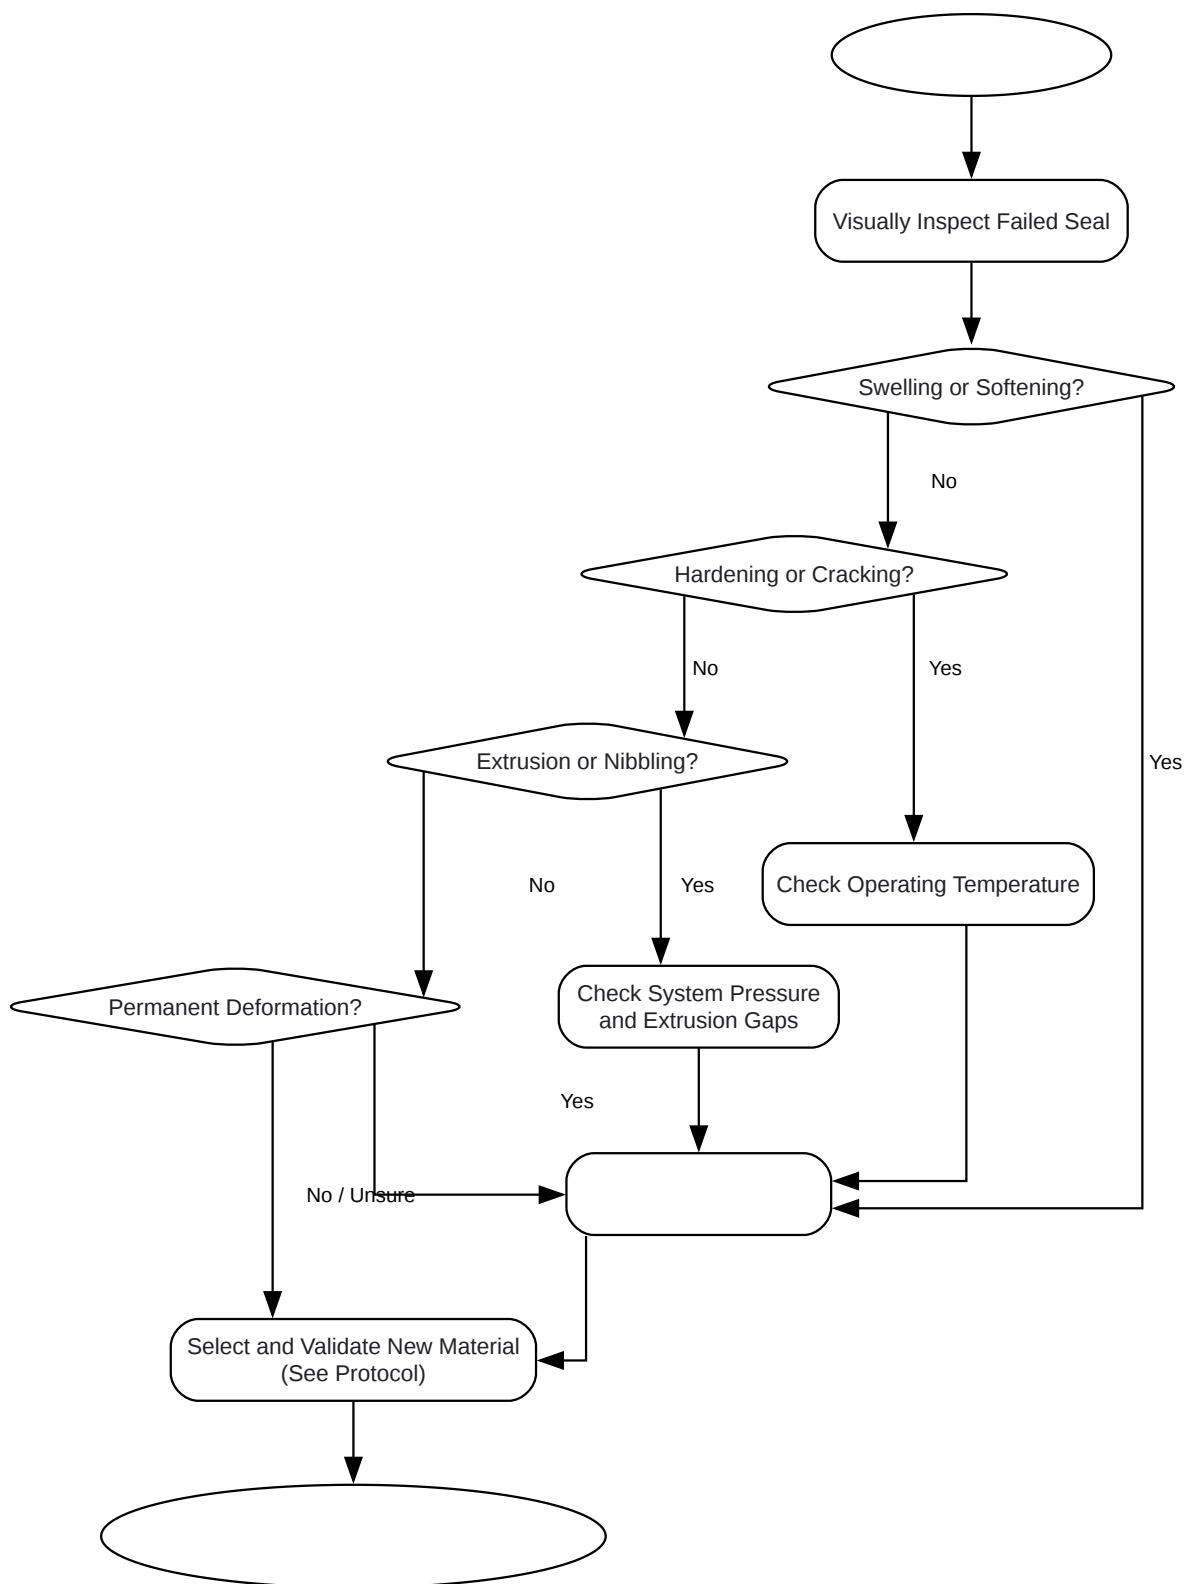 Visually Inspect Failed Seal
Swelling or Softening?
No
Hardening or Cracking?
No
Yes
Extrusion or Nibbling?
Yes
No
Yes
Check Operating Temperature
Check System Pressure
and Extrusion Gaps
Permanent Deformation?
Yes
No / Unsure
Select and Validate New Material
(See Protocol)